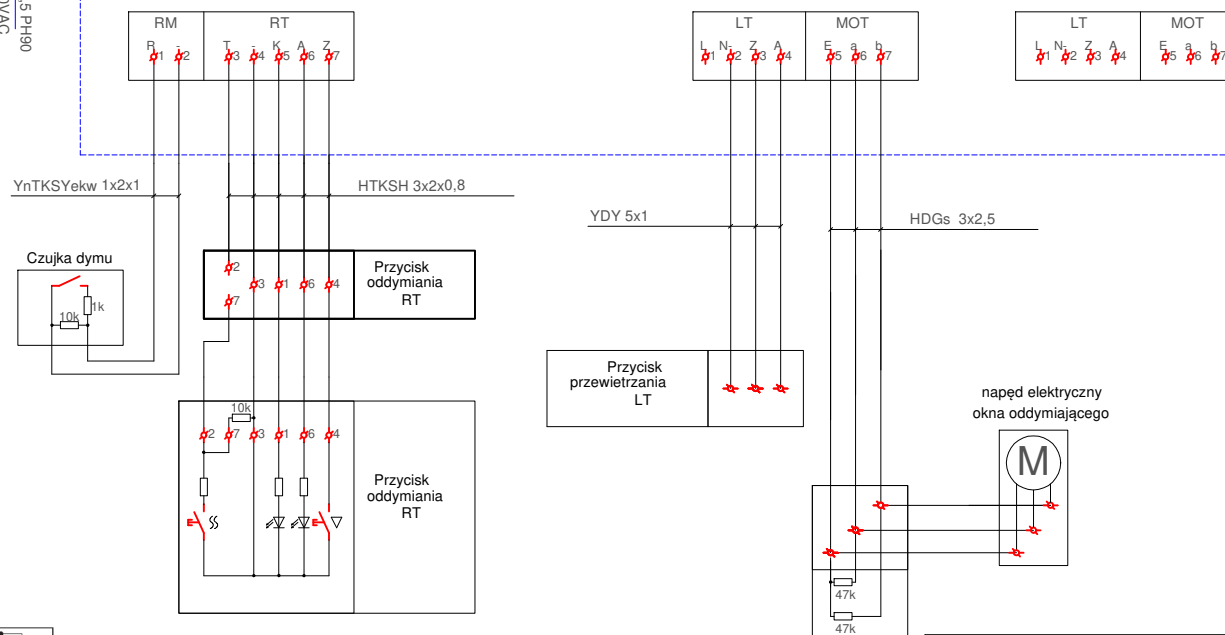 ,5 PH90
0VAC
RM RT
R - T - K A Z
1 2 3 4 5 6 7
LT MOT
L N- Z A E a b
1 2 3 4 5 6 7
LT MOT
L N- Z A E a b
1 2 3 4 5 6 7
YnTKSYekw 1x2x1
HTKSH 3x2x0,8
YDY 5x1
HDGs 3x2,5
Czujka dymu
1k
10k
2
3 1 6 4
7
Przycisk
oddymiania
RT
Przycisk
przewietrzania
LT
napęd elektryczny
okna oddymiającego
M
10k
2 7 3 1 6 4
Przycisk
oddymiania
RT
47k
47k